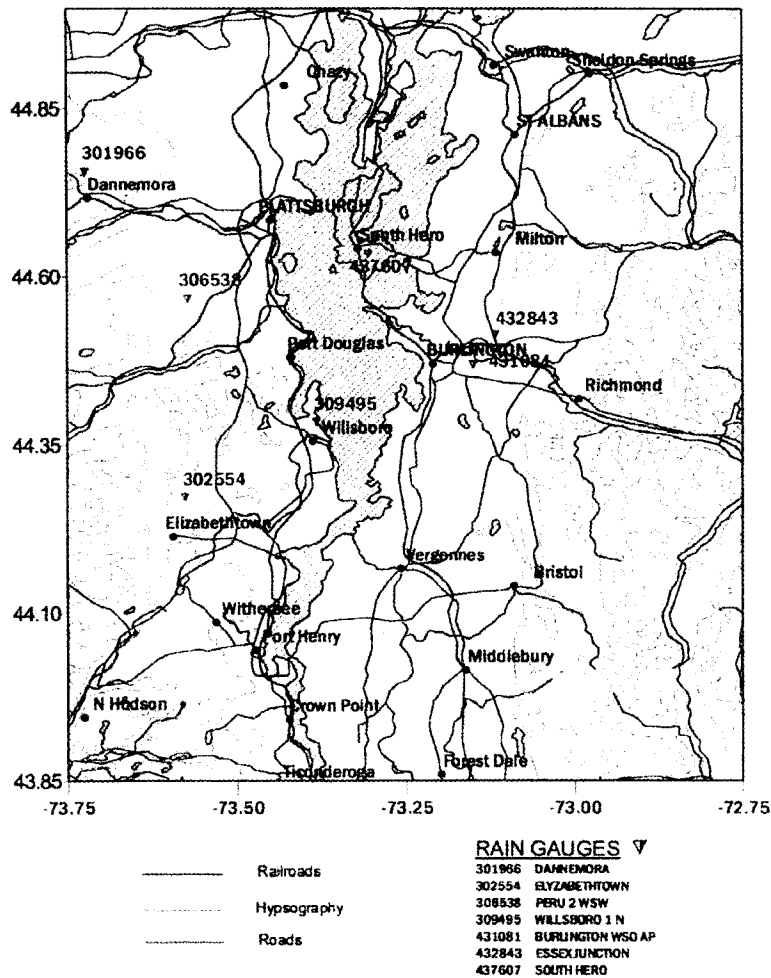 Swanton
Sheldon Springs
Chazy
44.85
ST ALBANS
301966
Dannemora
PLATTSBURGH
South Hero
Milton
437607
44.60
306538
432843
Port Douglas
BURLINGTON
431081
Richmond
309495
Willsboro
44.35
302554
Elizabethtown
Vergonnes
Bristol
44.10
Witherbee
Port Henry
Middlebury
N Hudson
Crown Point
Ticonderoga
Forest Dale
43.85
-73.75 -73.50 -73.25 -73.00 -72.75
Railroads
Hypsography
Roads
RAIN GAUGES
301966 DANNEMORA
302554 ELYZABETHTOWN
306538 PERU 2 WSW
309495 WILLSBORO 1 N
431081 BURLINGTON WSO AP
432843 ESSEX JUNCTION
437607 SOUTH HERO